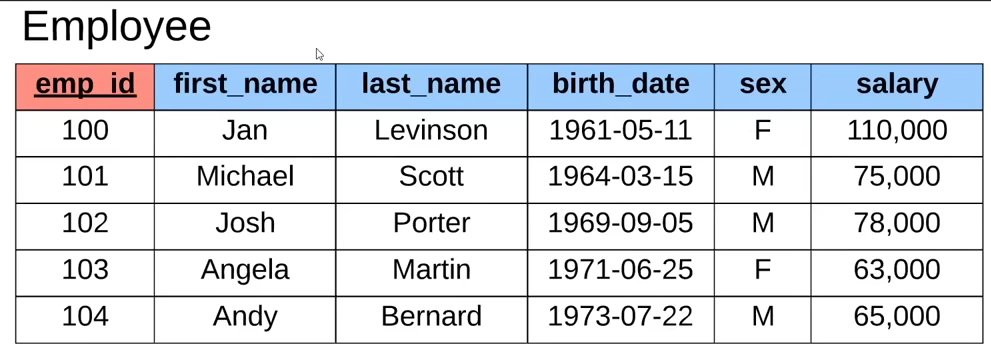 Employee
emp_id first_name last_name birth_date sex salary
100 Jan Levinson 1961-05-11 F 110,000
101 Michael Scott 1964-03-15 M 75,000
102 Josh Porter 1969-09-05 M 78,000
103 Angela Martin 1971-06-25 F 63,000
104 Andy Bernard 1973-07-22 M 65,000